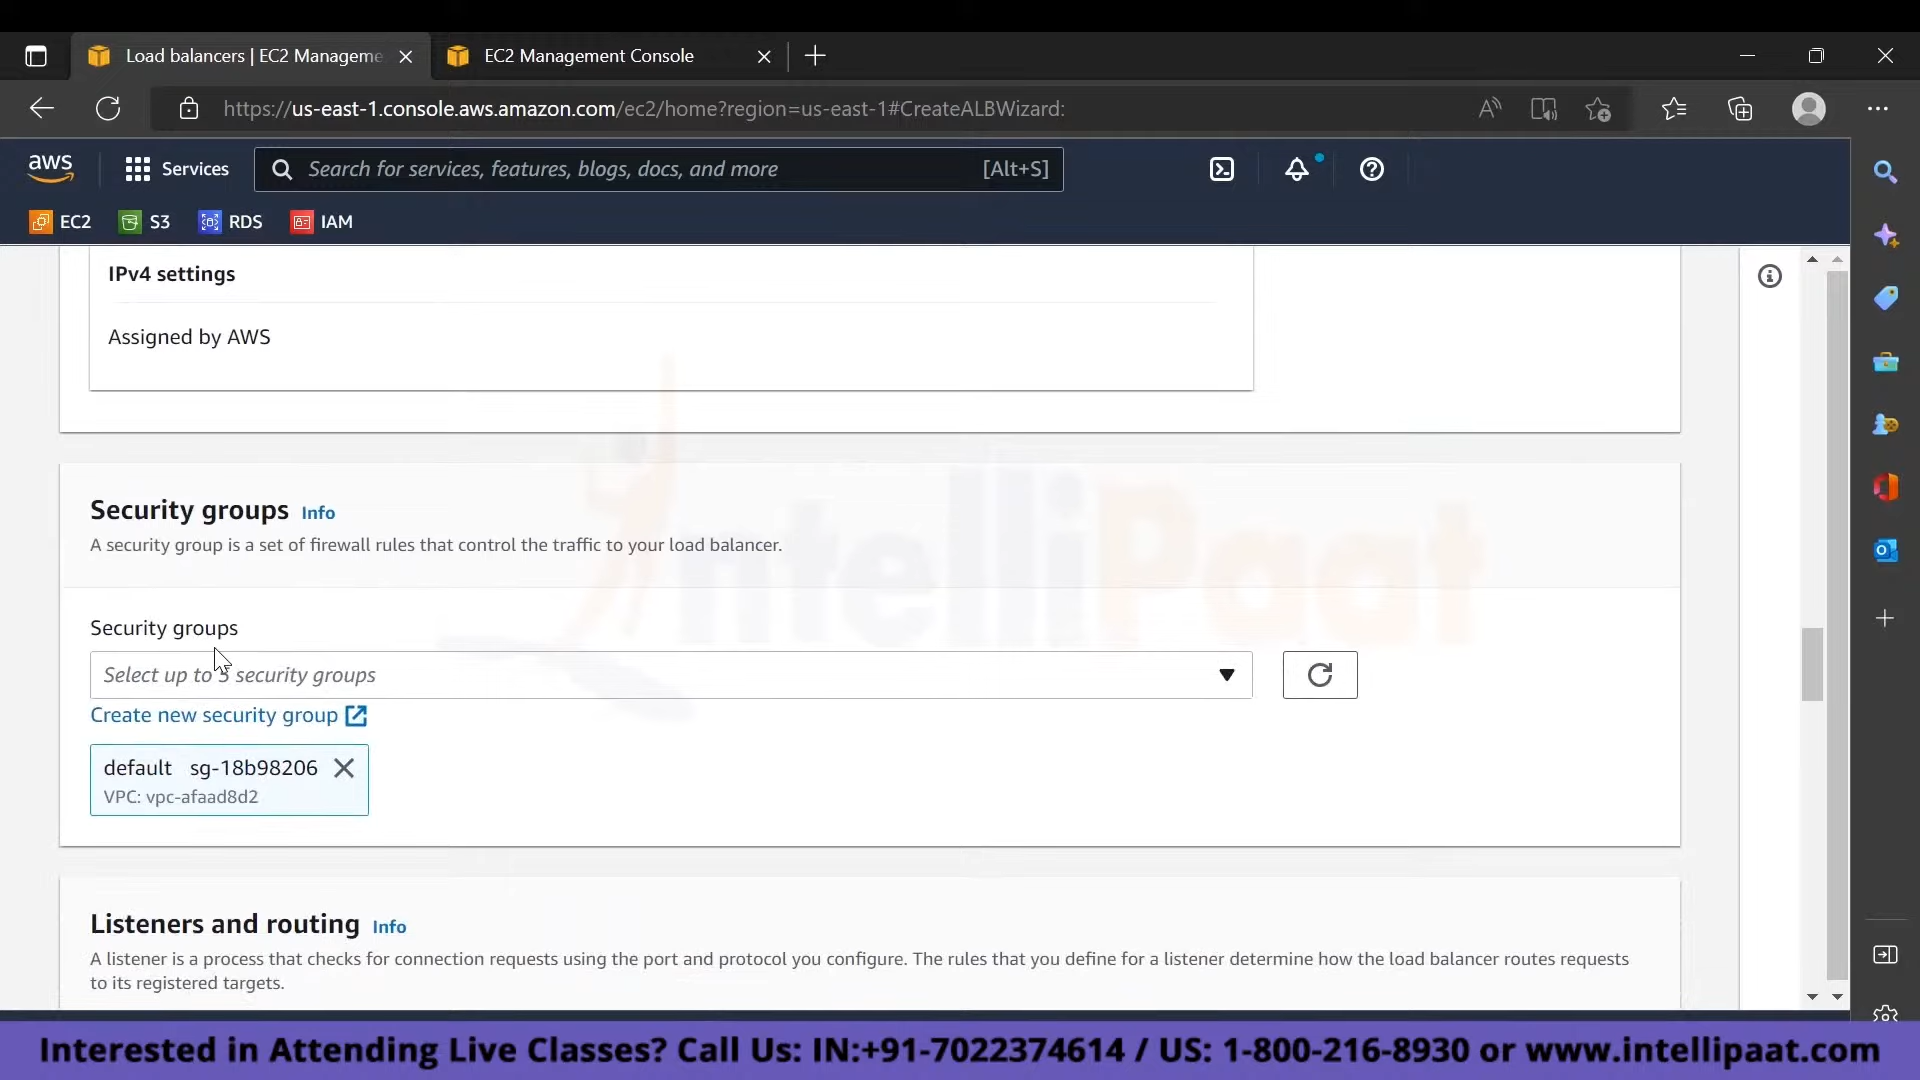 Load balancers | EC2 Manageme
EC2 Management Console
https://us-east-1.console.aws.amazon.com/ec2/home?region=us-east-1#CreateALBWizard:
aws
Services
Search for services, features, blogs, docs, and more
[Alt+S]
EC2
S3
RDS
IAM
IPv4 settings
Assigned by AWS
Security groups Info
A security group is a set of firewall rules that control the traffic to your load balancer.
Security groups
Select up to 5 security groups
Create new security group
default sg-18b98206
VPC: vpc-afaad8d2
Listeners and routing Info
A listener is a process that checks for connection requests using the port and protocol you configure. The rules that you define for a listener determine how the load balancer routes requests
to its registered targets.
IntelliPaat
Interested in Attending Live Classes? Call Us: IN:+91-7022374614 / US: 1-800-216-8930 or www.intellipaat.com